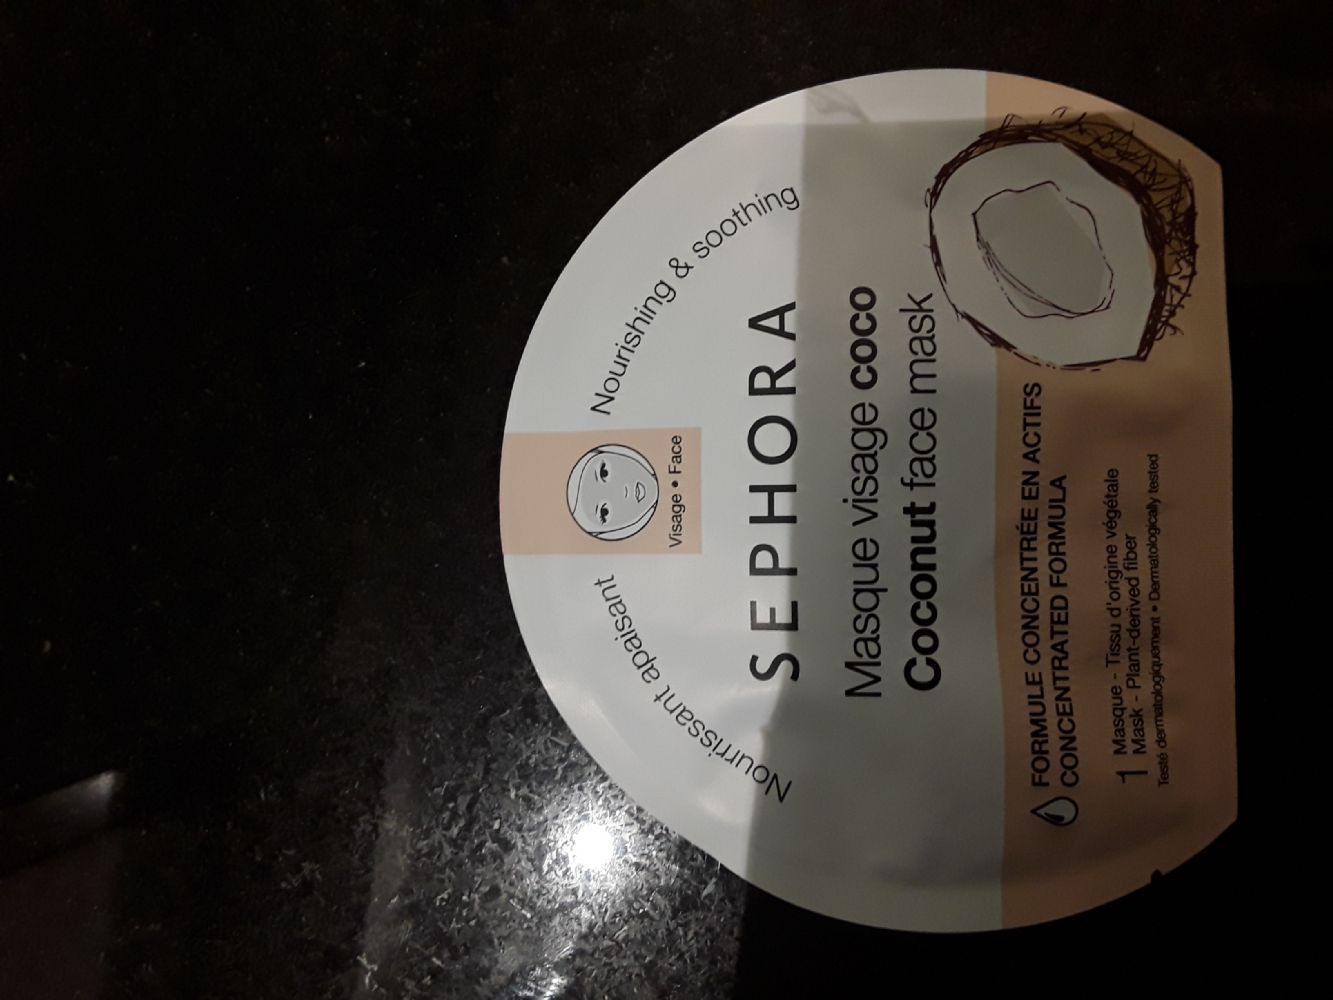 Visage • Face
Nourrissant apaisant
Nourishing & soothing
SEPHORA
Masque visage coco
Coconut face mask
FORMULE CONCENTRÉE EN ACTIFS
CONCENTRATED FORMULA
1 Masque - Tissu d'origine végétale
Mask - Plant-derived fiber
Testé dermatologiquement • Dermatologically tested